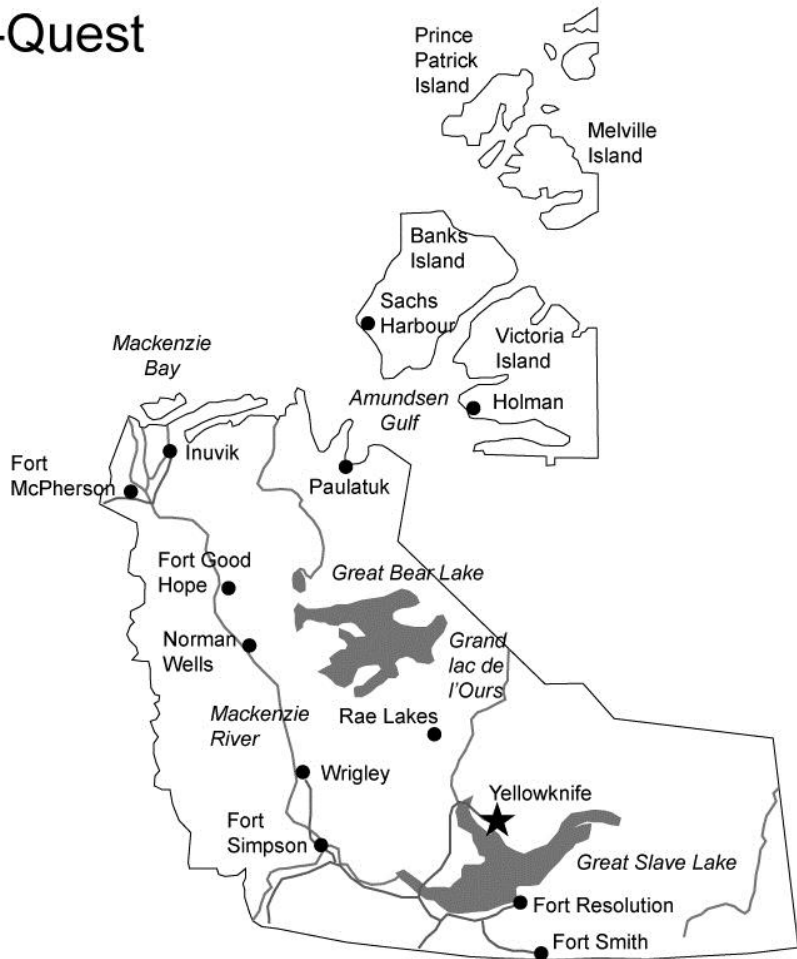 -Quest
Prince
Patrick
Island
Melville
Island
Banks
Island
Sachs
Harbour
Victoria
Island
Mackenzie
Bay
Amundsen
Gulf
Holman
Inuvik
Fort
McPherson
Paulatuk
Fort Good
Hope
Great Bear Lake
Norman
Wells
Grand
lac de
l'Ours
Mackenzie
River
Rae Lakes
Wrigley
Yellowknife
Fort
Simpson
Great Slave Lake
Fort Resolution
Fort Smith